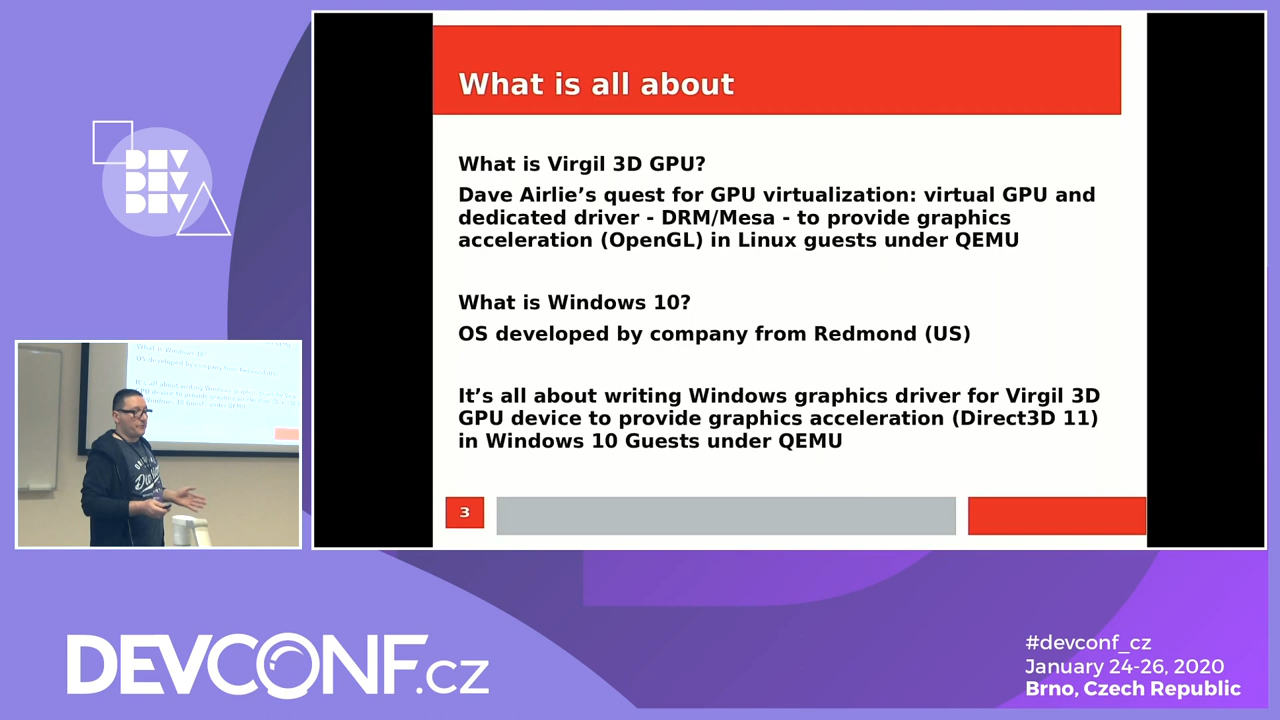 What is all about
What is Virgil 3D GPU?
Dave Airlie’s quest for GPU virtualization: virtual GPU and
dedicated driver - DRM/Mesa - to provide graphics
acceleration (OpenGL) in Linux guests under QEMU
What is Windows 10?
OS developed by company from Redmond (US)
It’s all about writing Windows graphics driver for Virgil 3D
GPU device to provide graphics acceleration (Direct3D 11)
in Windows 10 Guests under QEMU
3
DEV
DEV
DEV
DEVCONF.cz
#devconf_cz
January 24-26, 2020
Brno, Czech Republic